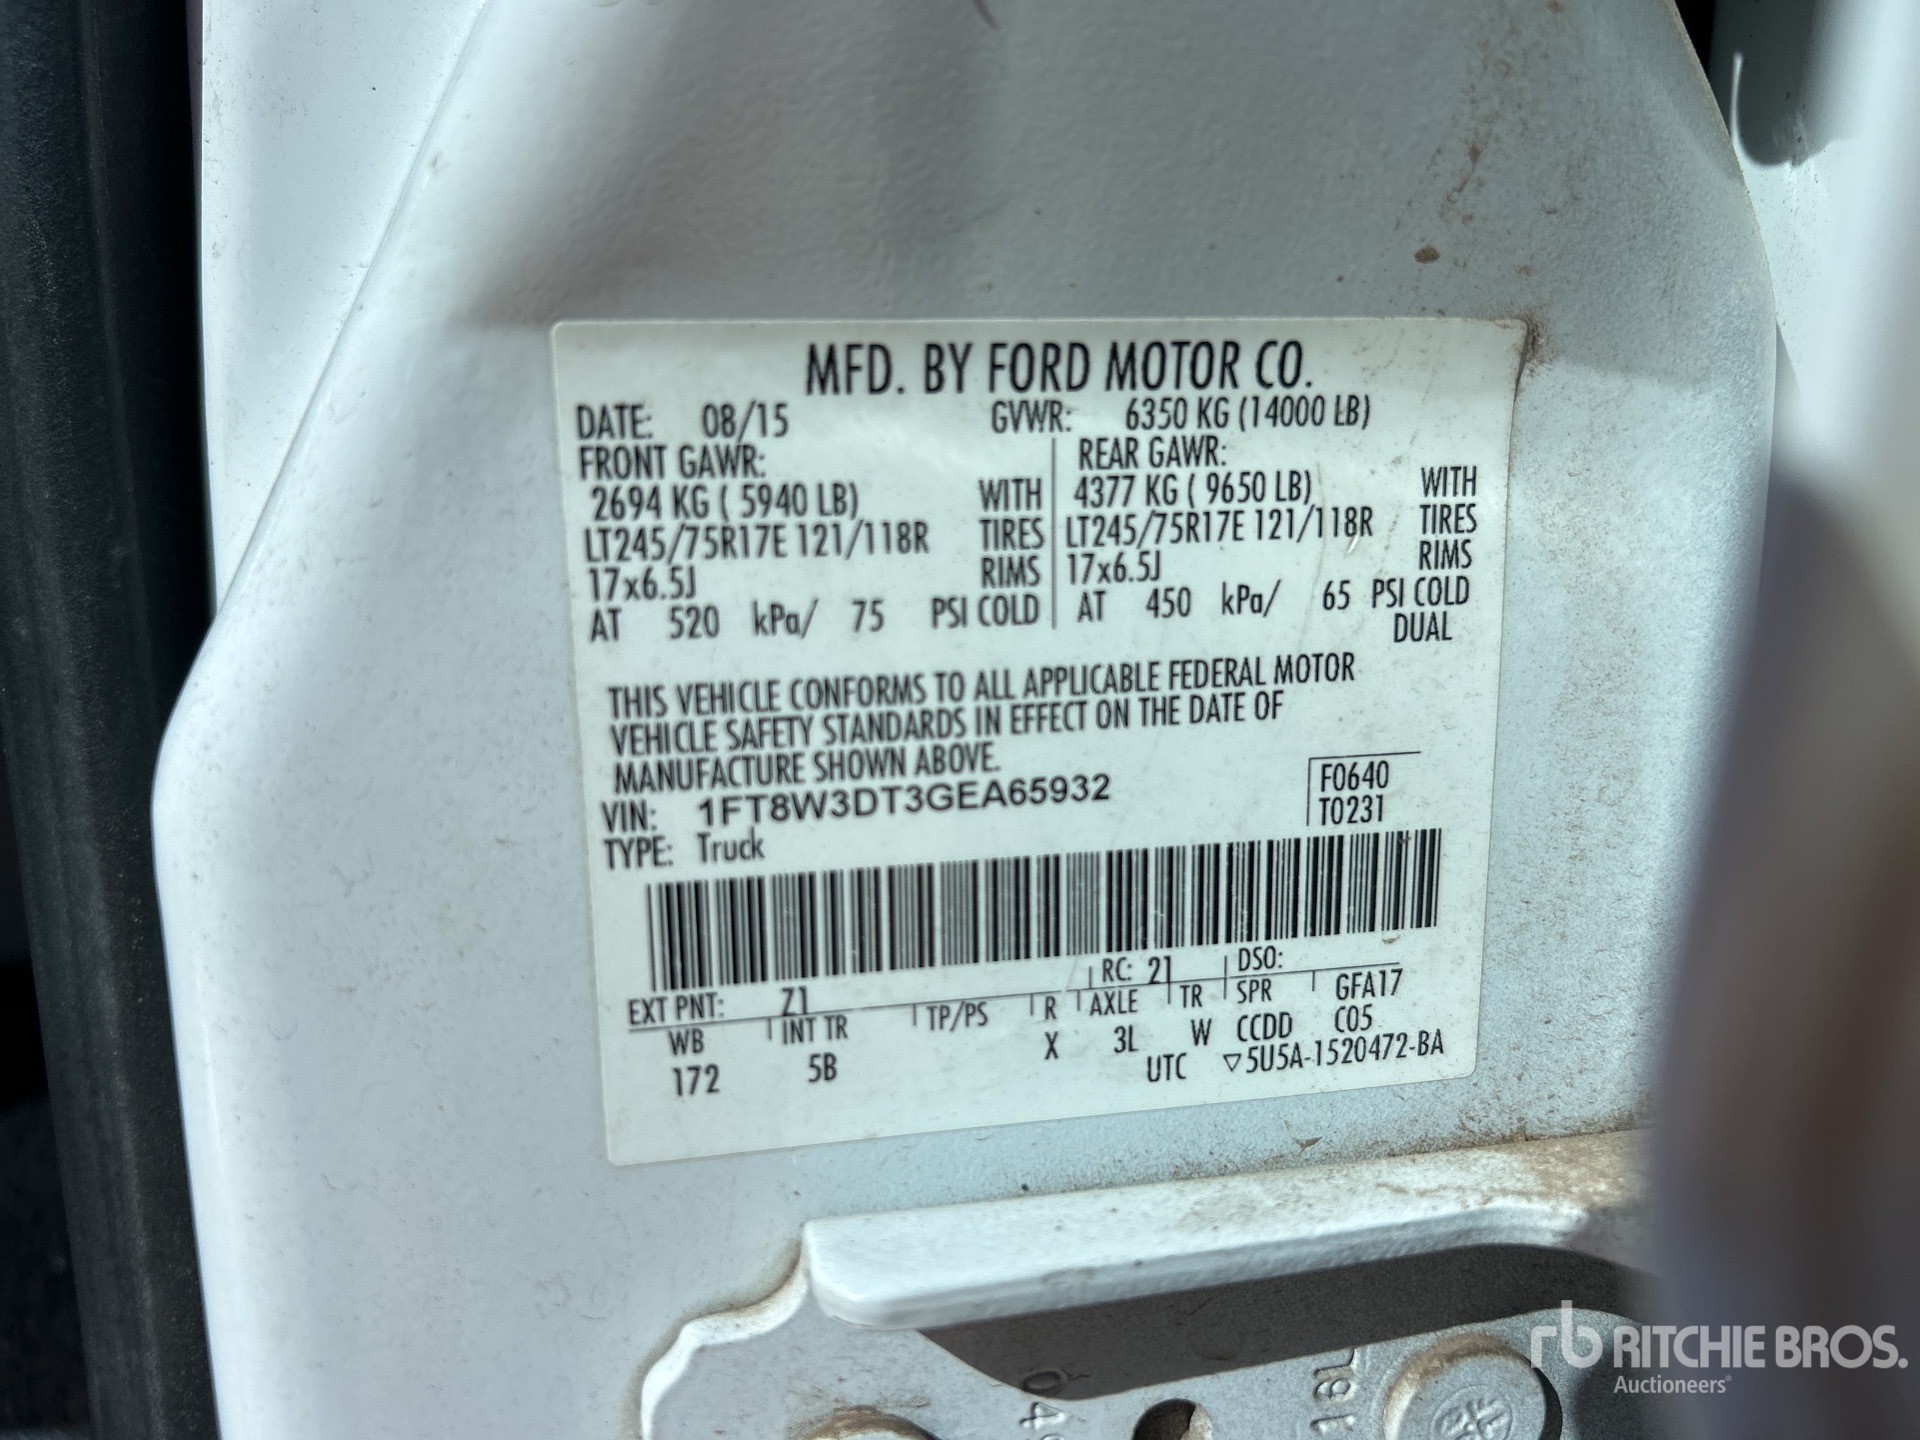 MFD. BY FORD MOTOR CO.
DATE: 08/15 GVWR: 6350 KG (14000 LB)
FRONT GAWR: REAR GAWR:
2694 KG ( 5940 LB) WITH 4377 KG ( 9650 LB) WITH
LT245/75R17E 121/118R TIRES LT245/75R17E 121/118R TIRES
17x6.5J RIMS 17x6.5J RIMS
AT 520 kPa/ 75 PSI COLD AT 450 kPa/ 65 PSI COLD
DUAL
THIS VEHICLE CONFORMS TO ALL APPLICABLE FEDERAL MOTOR
VEHICLE SAFETY STANDARDS IN EFFECT ON THE DATE OF
MANUFACTURE SHOWN ABOVE.
VIN: 1FT8W3DT3GEA65932 F0640
TYPE: Truck T0231
EXT PNT: Z1 RC: 21 DSO:
WB INT TR TP/PS R AXLE TR SPR GFA17
172 5B X 3L W CCDD C05
UTC ▽5U5A-1520472-BA
rb RITCHIE BROS.
Auctioneers